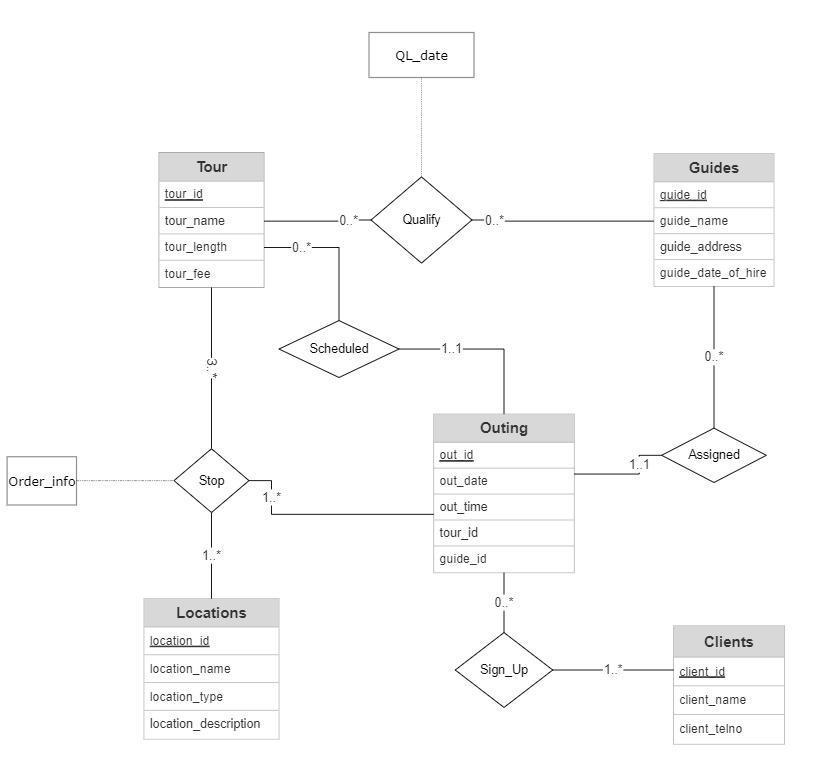 QL_date
Tour
tour_id
tour_name
tour_length
tour_fee
0..*
Qualify
0..*
Guides
guide_id
guide_name
guide_address
guide_date_of_hire
0..*
Scheduled
1..1
3..*
0..*
Outing
out_id
out_date
out_time
tour_id
guide_id
1..1
Assigned
Order_info
Stop
1..*
1..*
0..*
Locations
location_id
location_name
location_type
location_description
Sign_Up
1..*
Clients
client_id
client_name
client_telno